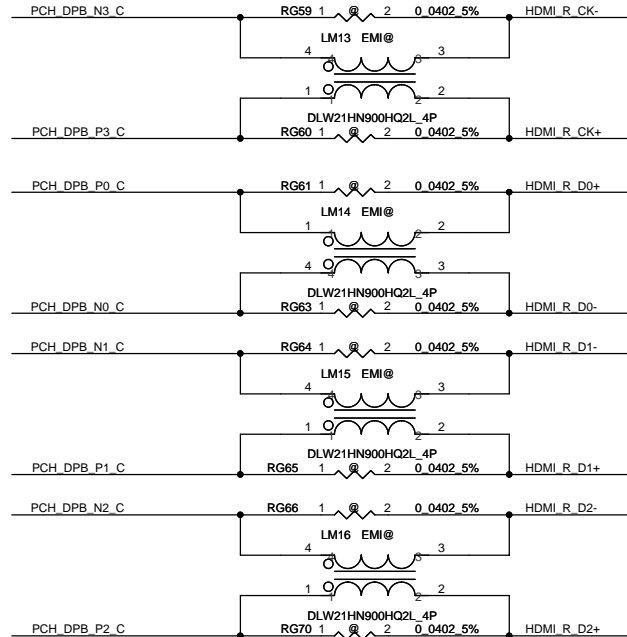 PCH_DPB_N3_C RG59 1 @ 2 0_0402_5% HDMI_R_CK-
LM13 EMI@
4 3
4 3
1 2
1 2
DLW21HN900HQ2L_4P
PCH_DPB_P3_C RG60 1 @ 2 0_0402_5% HDMI_R_CK+
PCH_DPB_P0_C RG61 1 @ 2 0_0402_5% HDMI_R_D0+
LM14 EMI@
1 2
1 2
4 3
4 3
DLW21HN900HQ2L_4P
PCH_DPB_N0_C RG63 1 @ 2 0_0402_5% HDMI_R_D0-
PCH_DPB_N1_C RG64 1 @ 2 0_0402_5% HDMI_R_D1-
LM15 EMI@
4 3
4 3
1 2
1 2
DLW21HN900HQ2L_4P
PCH_DPB_P1_C RG65 1 @ 2 0_0402_5% HDMI_R_D1+
PCH_DPB_N2_C RG66 1 @ 2 0_0402_5% HDMI_R_D2-
LM16 EMI@
4 3
4 3
1 2
1 2
DLW21HN900HQ2L_4P
PCH_DPB_P2_C RG70 1 @ 2 0_0402_5% HDMI_R_D2+